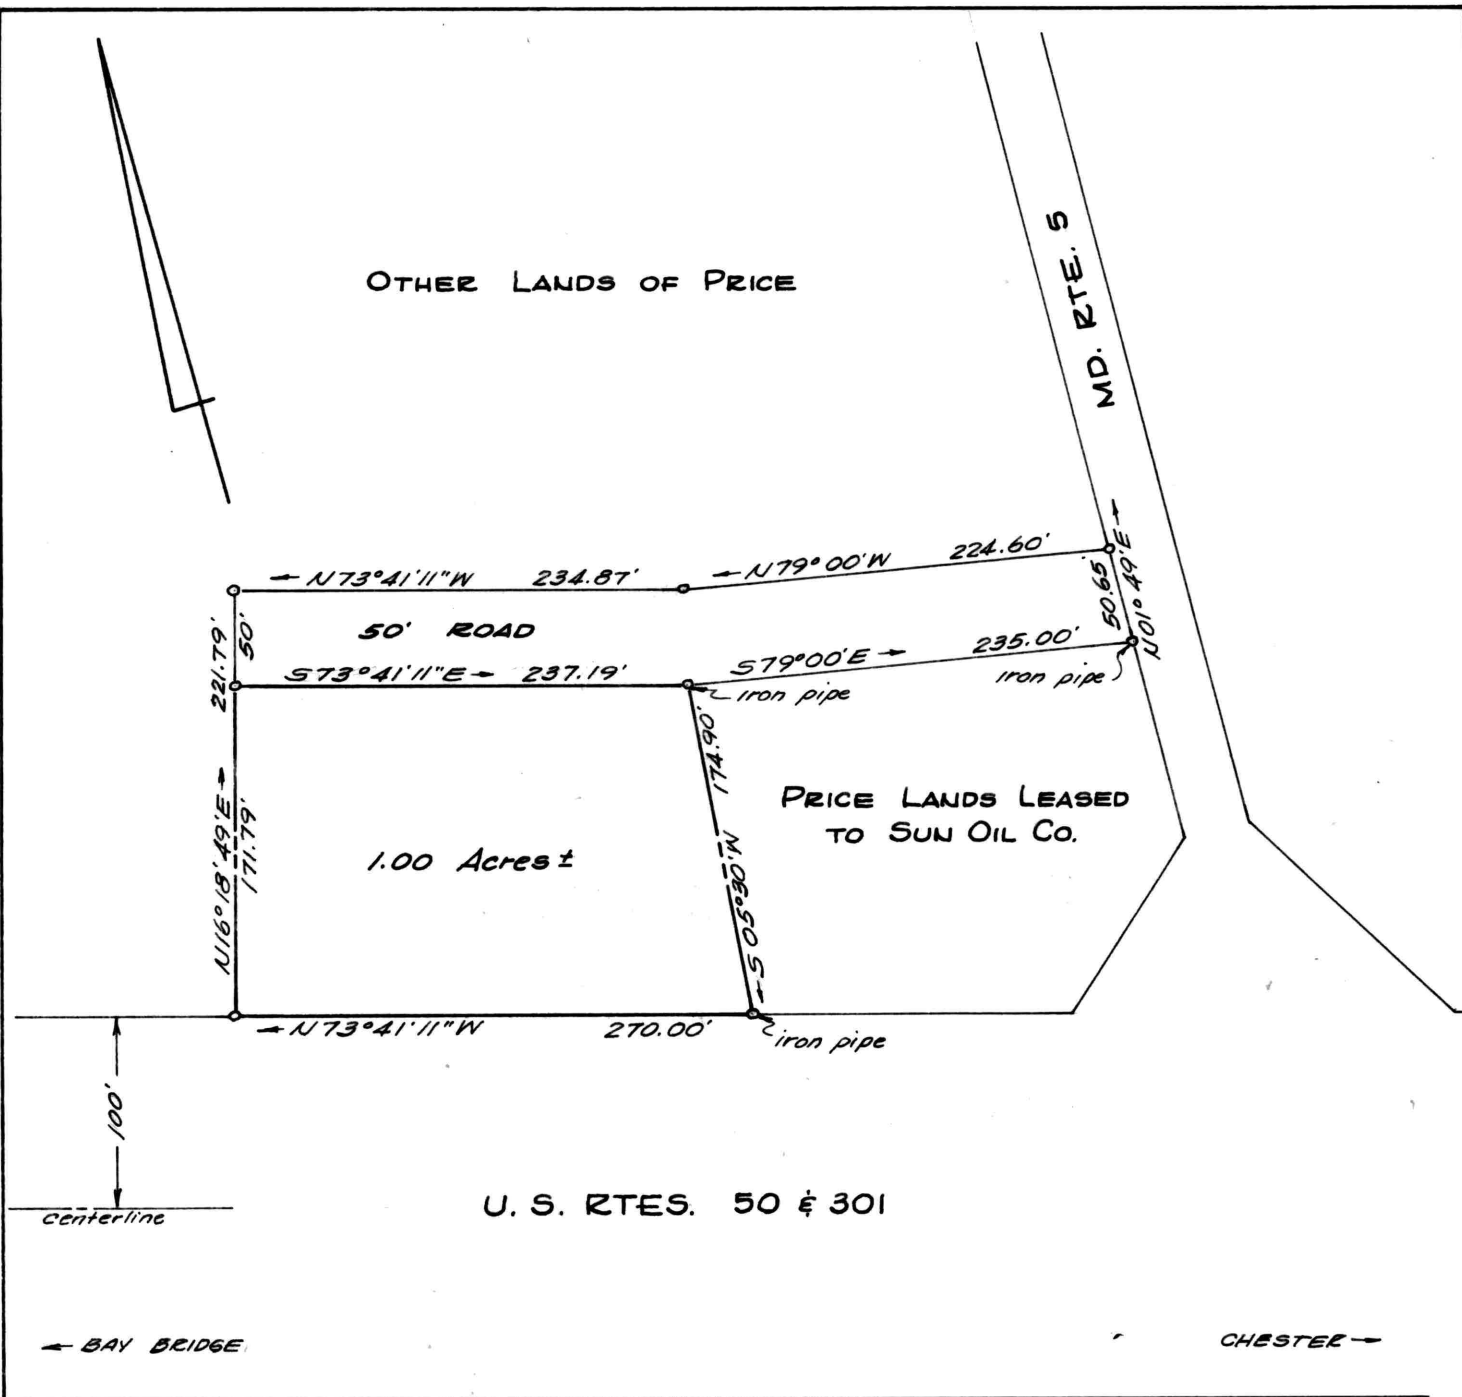 OTHER LANDS OF PRICE
MD. RTE. 5
← N73°41'11"W 234.87'
← N79°00'W 224.60'
50.65'
N01°49'E →
221.79'
50'
50' ROAD
S73°41'11"E → 237.19'
S79°00'E → 235.00'
iron pipe
iron pipe
174.90'
← S 05°30'W
PRICE LANDS LEASED
TO SUN OIL CO.
1.00 Acres ±
N16°18'49"E →
171.79'
← N73°41'11"W 270.00'
iron pipe
100'
centerline
U. S. RTES. 50 & 301
← BAY BRIDGE
CHESTER →